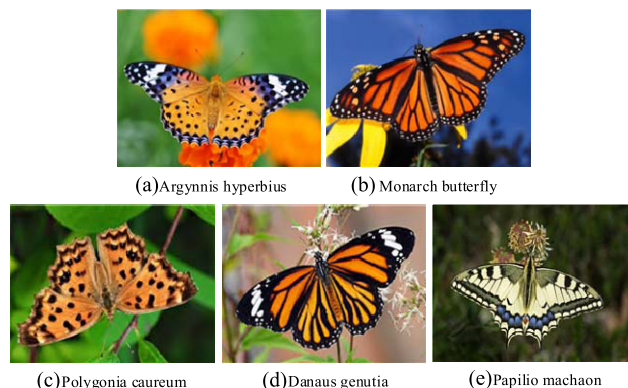 (a)Argynnis hyperbius
(b) Monarch butterfly
(c)Polygonia caureum
(d)Danaus genutia
(e)Papilio machaon